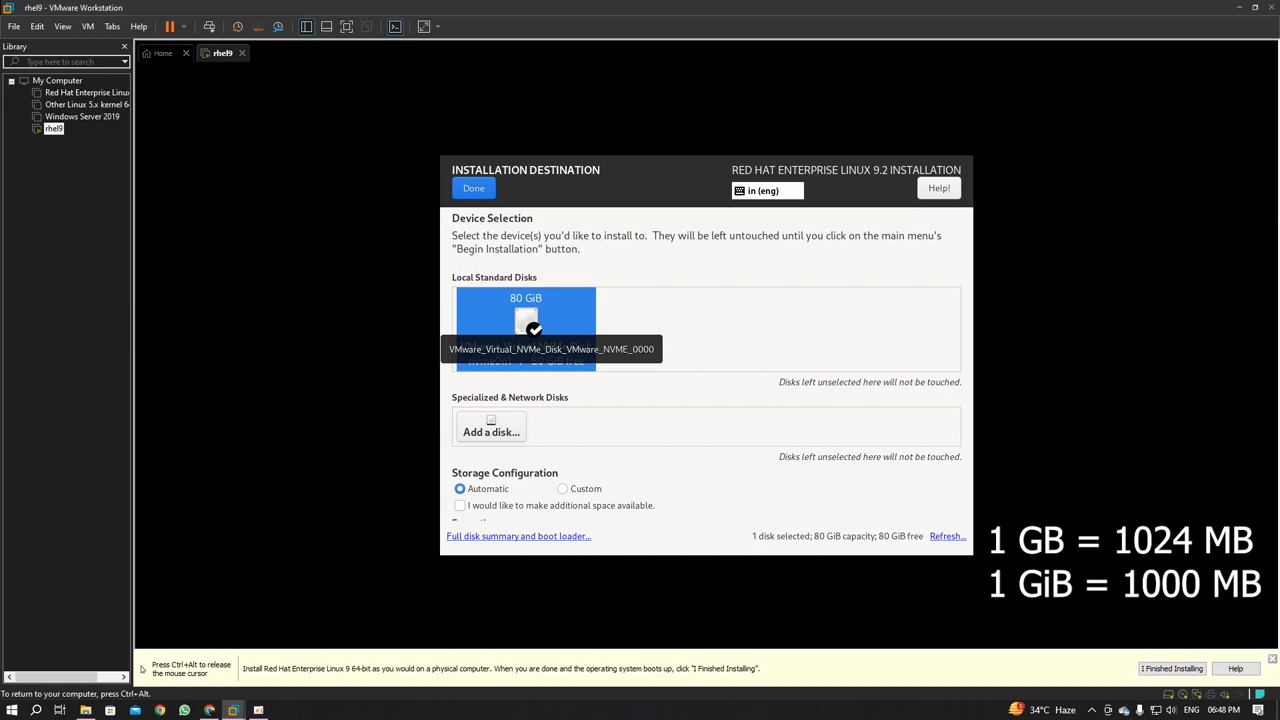 rhel9 - VMware Workstation
File Edit View VM Tabs Help
Library
Type here to search
My Computer
Red Hat Enterprise Linu
Other Linux 5.x kernel 6
Windows Server 2019
rhel9
Home
rhel9
INSTALLATION DESTINATION
RED HAT ENTERPRISE LINUX 9.2 INSTALLATION
Done
in (eng)
Help!
Device Selection
Select the device(s) you'd like to install to. They will be left untouched until you click on the main menu's
"Begin Installation" button.
Local Standard Disks
80 GiB
VMware_Virtual_NVMe_Disk_VMware_NVME_0000
nvme0n1 / 80 GiB free
Disks left unselected here will not be touched.
Specialized & Network Disks
Add a disk...
Disks left unselected here will not be touched.
Storage Configuration
Automatic Custom
I would like to make additional space available.
Full disk summary and boot loader...
1 disk selected; 80 GiB capacity; 80 GiB free Refresh...
1 GB = 1024 MB
1 GiB = 1000 MB
Press Ctrl+Alt to release
the mouse cursor
Install Red Hat Enterprise Linux 9 64-bit as you would on a physical computer. When you are done and the operating system boots up, click "I Finished Installing".
I Finished Installing
Help
To return to your computer, press Ctrl+Alt.
34°C Haze
ENG
06:48 PM